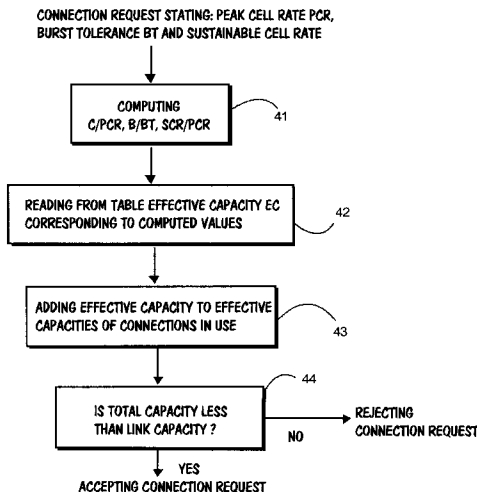 CONNECTION REQUEST STATING: PEAK CELL RATE PCR,
BURST TOLERANCE BT AND SUSTAINABLE CELL RATE
COMPUTING
C/PCR, B/BT, SCR/PCR
41
READING FROM TABLE EFFECTIVE CAPACITY EC
CORRESPONDING TO COMPUTED VALUES
42
ADDING EFFECTIVE CAPACITY TO EFFECTIVE
CAPACITIES OF CONNECTIONS IN USE
43
44
IS TOTAL CAPACITY LESS
THAN LINK CAPACITY ?
NO
REJECTING
CONNECTION REQUEST
YES
ACCEPTING CONNECTION REQUEST